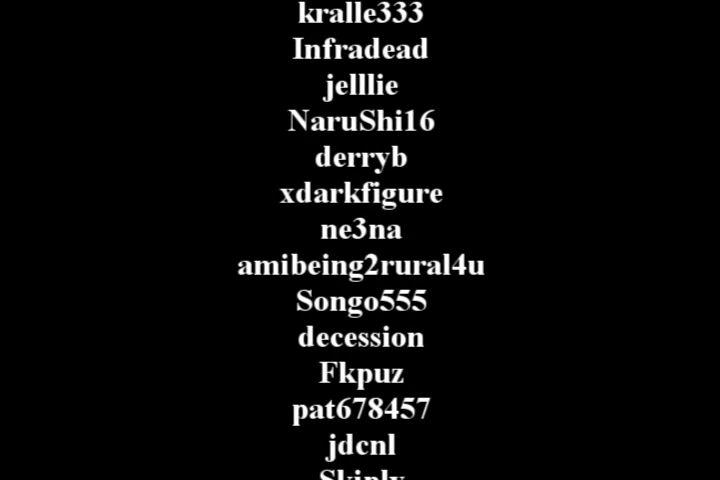 kralle333
Infradead
jelllie
NaruShi16
derryb
xdarkfigure
ne3na
amibeing2rural4u
Songo555
decession
Fkpuz
pat678457
jdcnl